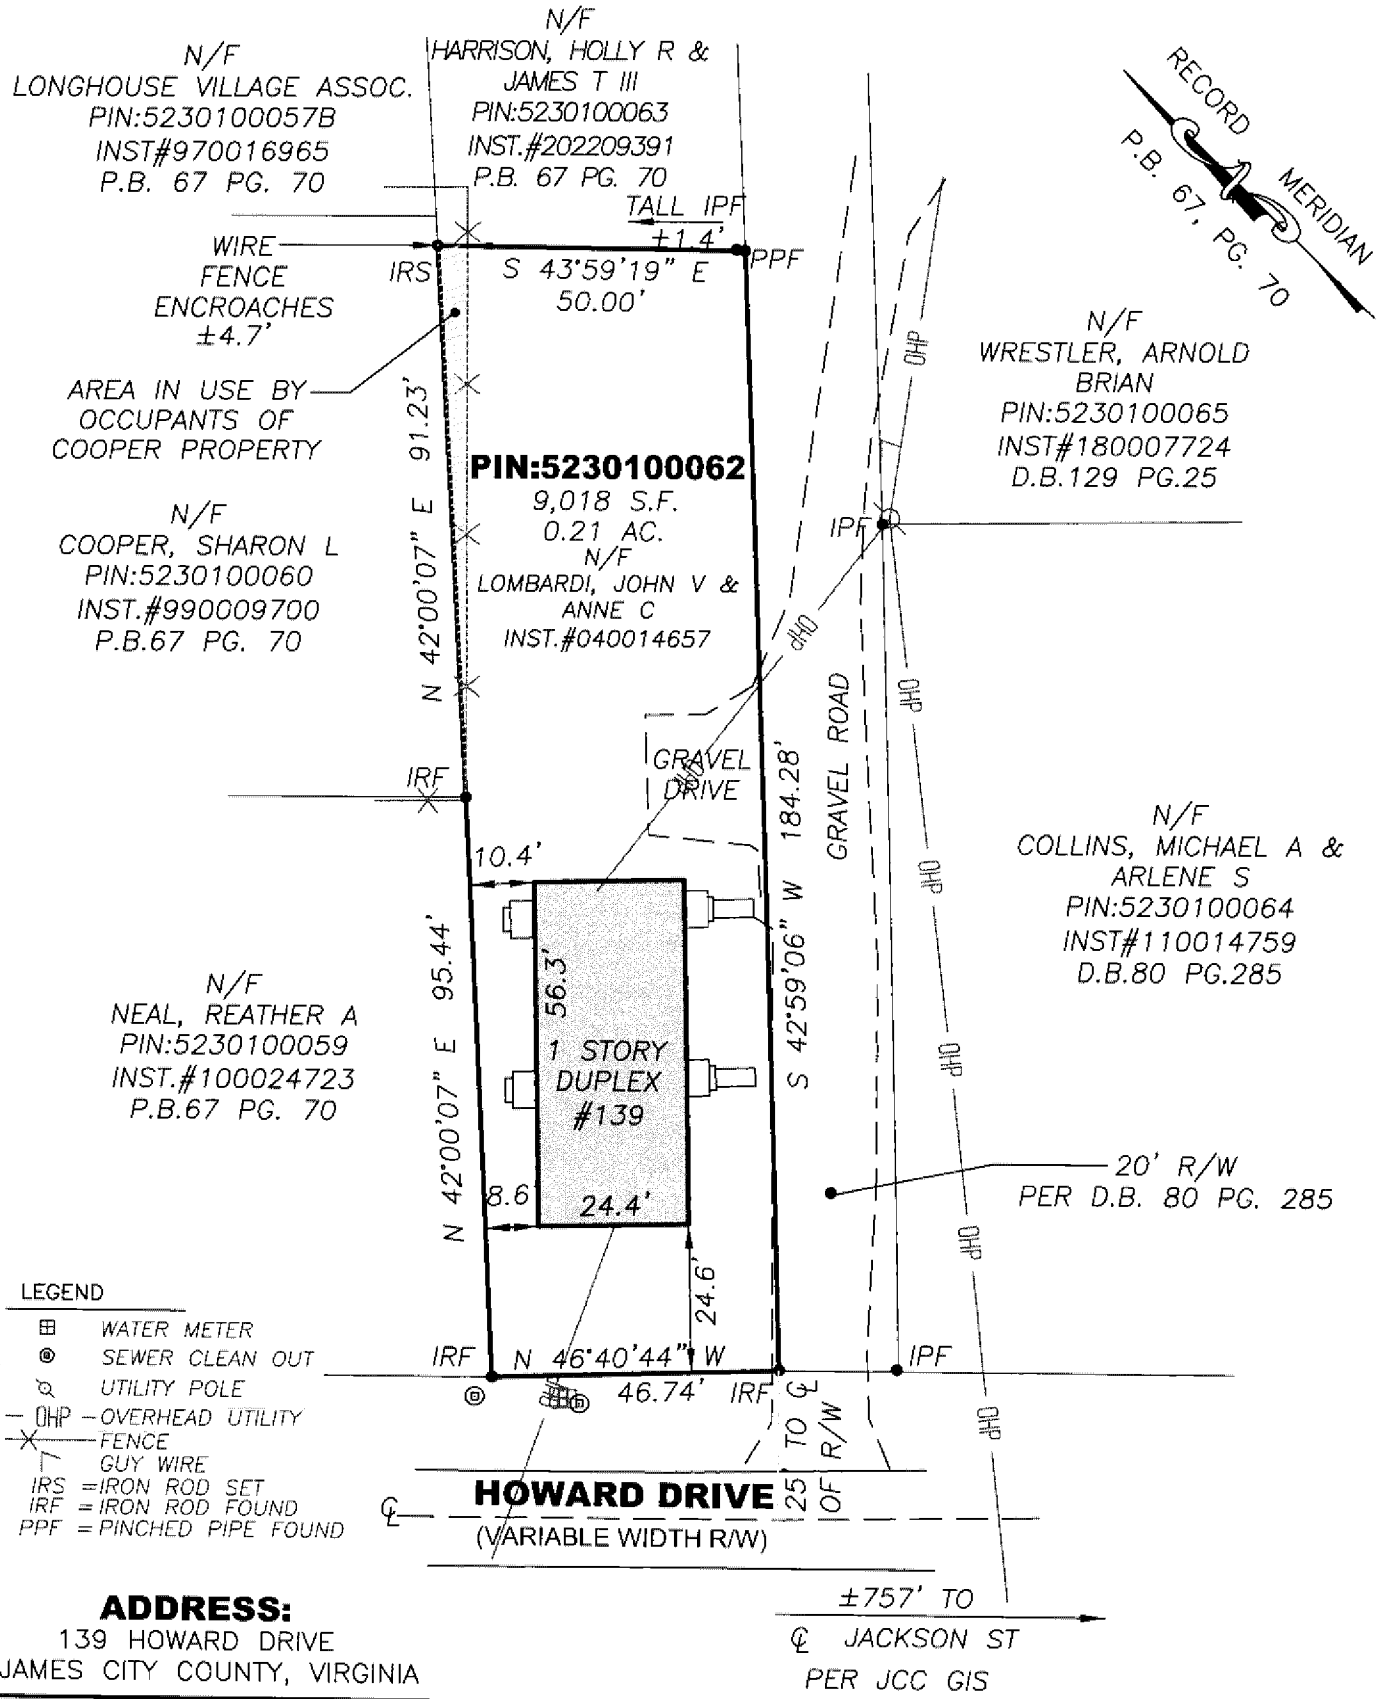 N/F
LONGHOUSE VILLAGE ASSOC.
PIN:5230100057B
INST#970016965
P.B. 67 PG. 70
N/F
HARRISON, HOLLY R &
JAMES T III
PIN:5230100063
INST.#202209391
P.B. 67 PG. 70
RECORD MERIDIAN
P.B. 67, PG. 70
TALL IPF
±1.4'
WIRE
FENCE
ENCROACHES
±4.7'
IRS
S 43°59'19" E
50.00'
PPF
AREA IN USE BY
OCCUPANTS OF
COOPER PROPERTY
N 42°00'07" E 91.23'
OHP
N/F
WRESTLER, ARNOLD
BRIAN
PIN:5230100065
INST#180007724
D.B.129 PG.25
PIN:5230100062
9,018 S.F.
0.21 AC.
N/F
LOMBARDI, JOHN V &
ANNE C
INST.#040014657
N/F
COOPER, SHARON L
PIN:5230100060
INST.#990009700
P.B.67 PG. 70
IPF
OHP
OHP
OHP
GRAVEL
DRIVE
GRAVEL ROAD
S 42°59'06" W 184.28'
IRF
10.4'
OHP
N/F
COLLINS, MICHAEL A &
ARLENE S
PIN:5230100064
INST#110014759
D.B.80 PG.285
N 42°00'07" E 95.44'
N/F
NEAL, REATHER A
PIN:5230100059
INST.#100024723
P.B.67 PG. 70
56.3'
1 STORY
DUPLEX
#139
OHP
8.6'
24.4'
24.6'
20' R/W
PER D.B. 80 PG. 285
OHP
LEGEND
WATER METER
SEWER CLEAN OUT
UTILITY POLE
OHP OVERHEAD UTILITY
FENCE
GUY WIRE
IRS =IRON ROD SET
IRF =IRON ROD FOUND
PPF =PINCHED PIPE FOUND
IRF
N 46°40'44" W
46.74'
IRF
IPF
OHP
25' TO ℄
OF R/W
HOWARD DRIVE
℄
(VARIABLE WIDTH R/W)
±757' TO
℄ JACKSON ST
PER JCC GIS
ADDRESS:
139 HOWARD DRIVE
JAMES CITY COUNTY, VIRGINIA